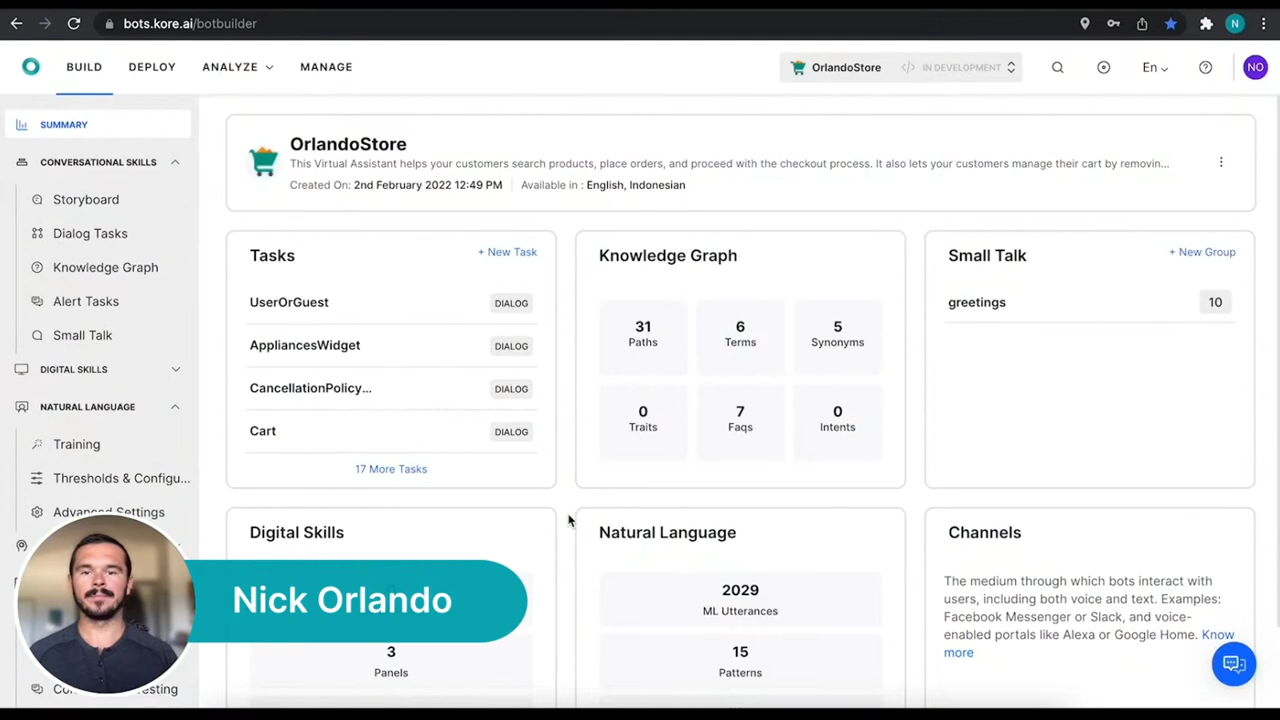 bots.kore.ai/botbuilder
N
BUILD DEPLOY ANALYZE MANAGE
OrlandoStore </> IN DEVELOPMENT
En
NO
SUMMARY
CONVERSATIONAL SKILLS
Storyboard
Dialog Tasks
Knowledge Graph
Alert Tasks
Small Talk
DIGITAL SKILLS
NATURAL LANGUAGE
Training
Thresholds & Configu...
Advanced Settings
OrlandoStore
This Virtual Assistant helps your customers search products, place orders, and proceed with the checkout process. It also lets your customers manage their cart by removin...
Created On: 2nd February 2022 12:49 PM Available in : English, Indonesian
Tasks + New Task
UserOrGuest DIALOG
AppliancesWidget DIALOG
CancellationPolicy... DIALOG
Cart DIALOG
17 More Tasks
Knowledge Graph
31 6 5
Paths Terms Synonyms
0 7 0
Traits Faqs Intents
Small Talk + New Group
greetings 10
Digital Skills
3
Panels
Natural Language
2029
ML Utterances
15
Patterns
Channels
The medium through which bots interact with
users, including both voice and text. Examples:
Facebook Messenger or Slack, and voice-
enabled portals like Alexa or Google Home. Know
more
Nick Orlando